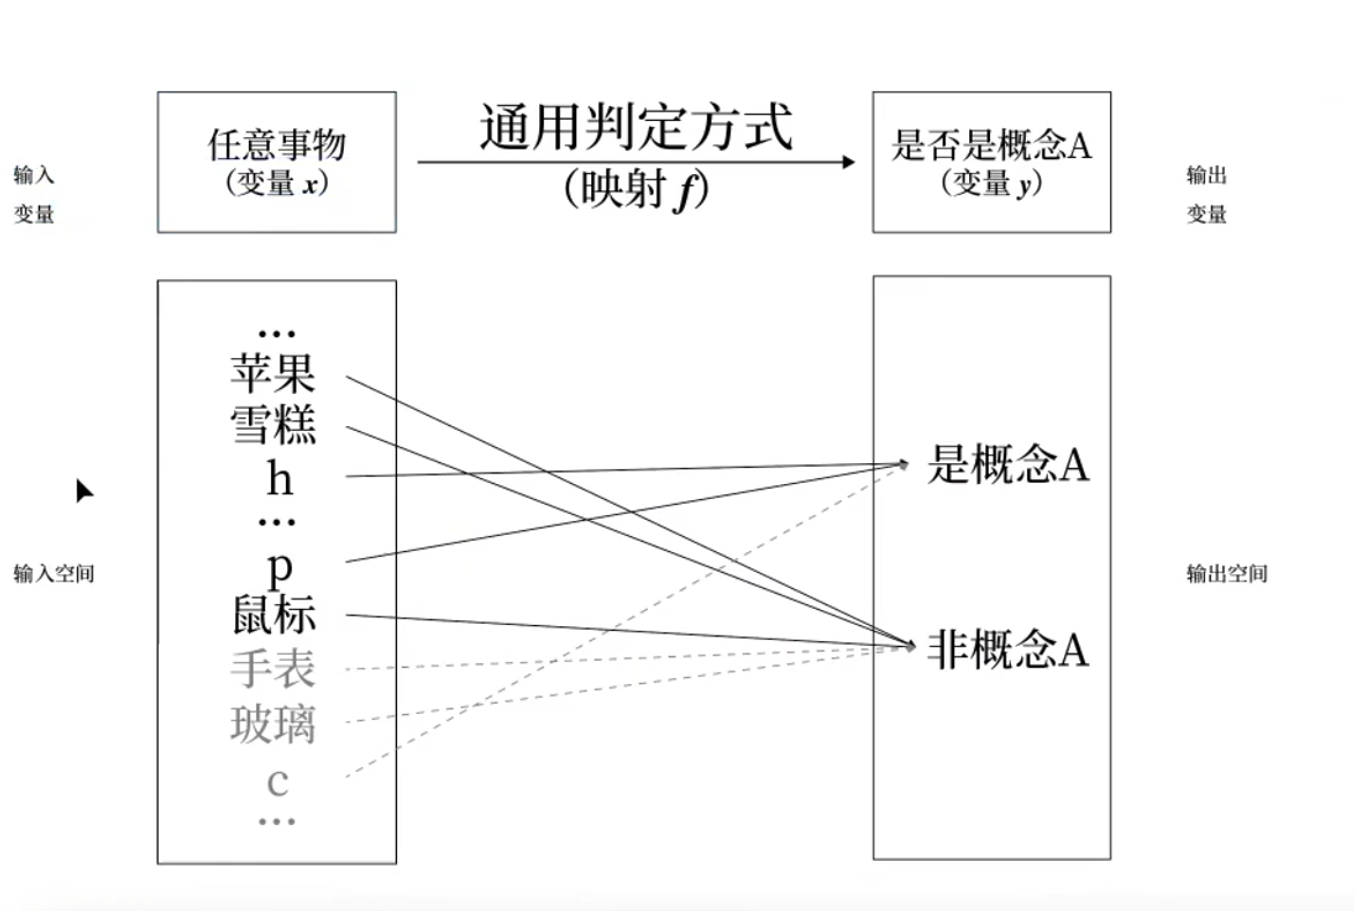 输入
变量
任意事物
（变量 x）
通用判定方式
（映射 f）
是否是概念A
（变量 y）
输出
变量
输入空间
...
苹果
雪糕
h
...
p
鼠标
手表
玻璃
c
...
是概念A
非概念A
输出空间